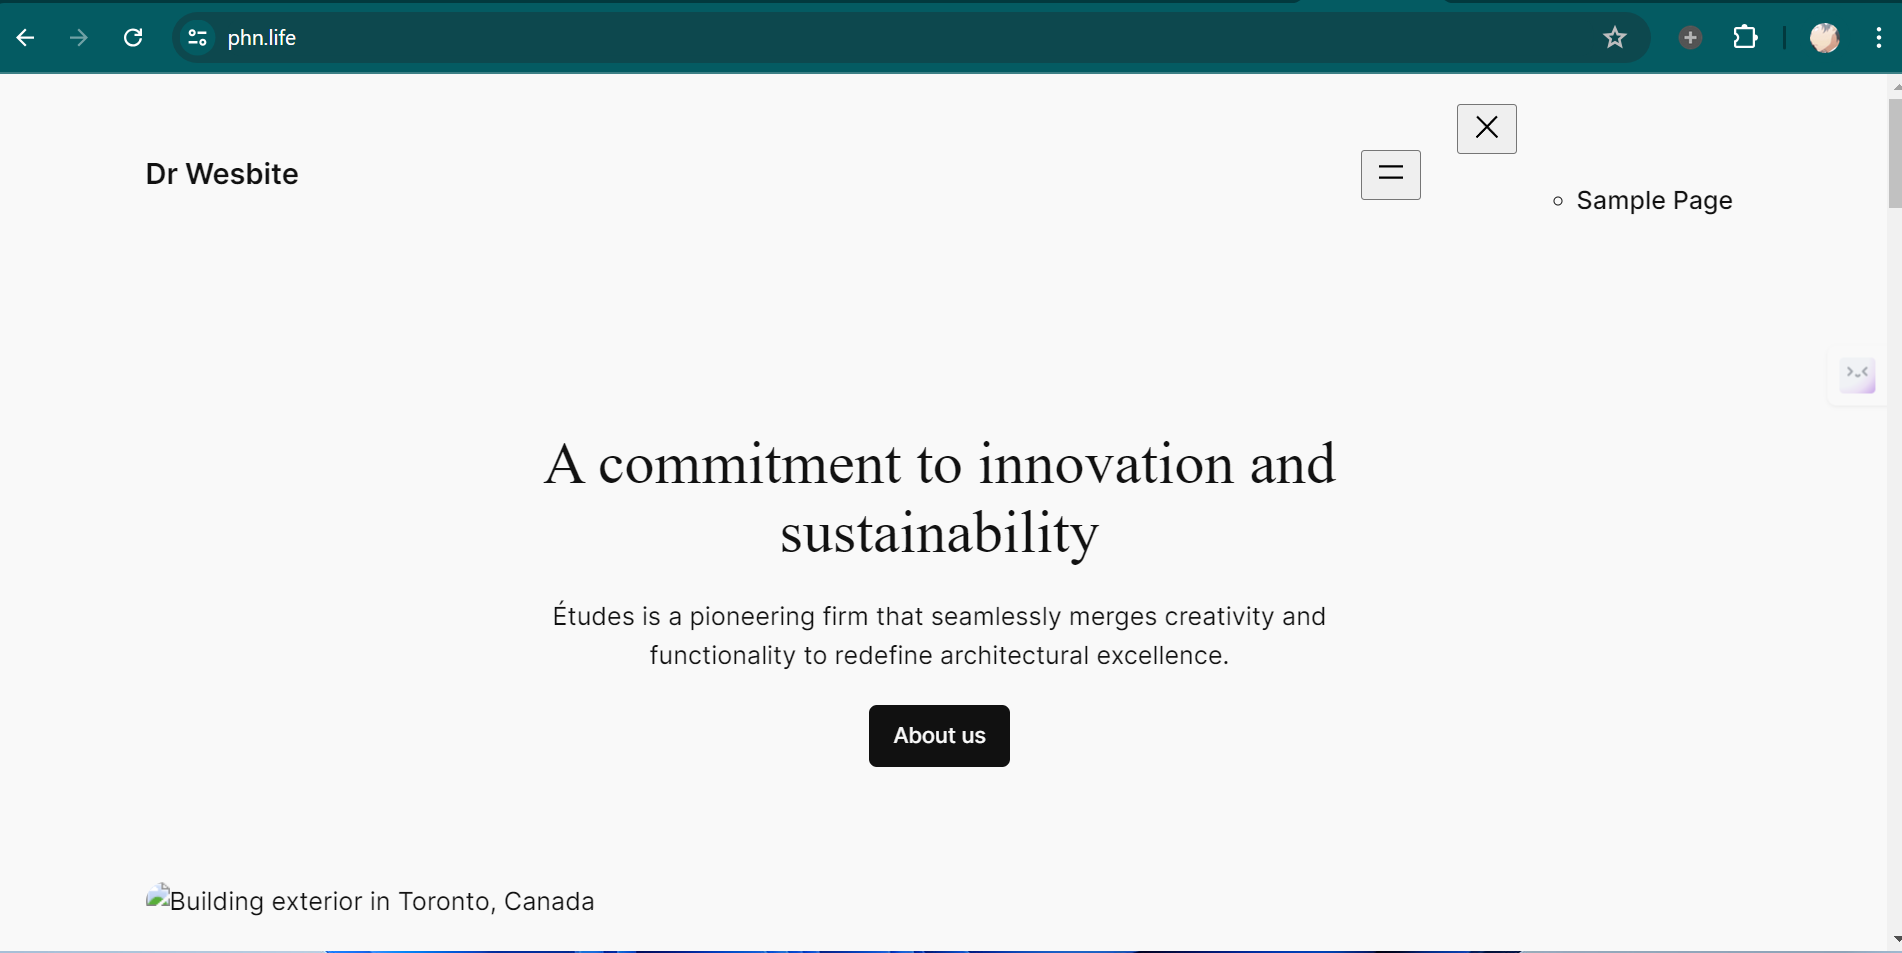 phn.life
Dr Wesbite
Sample Page
A commitment to innovation and
sustainability
Études is a pioneering firm that seamlessly merges creativity and
functionality to redefine architectural excellence.
About us
Building exterior in Toronto, Canada